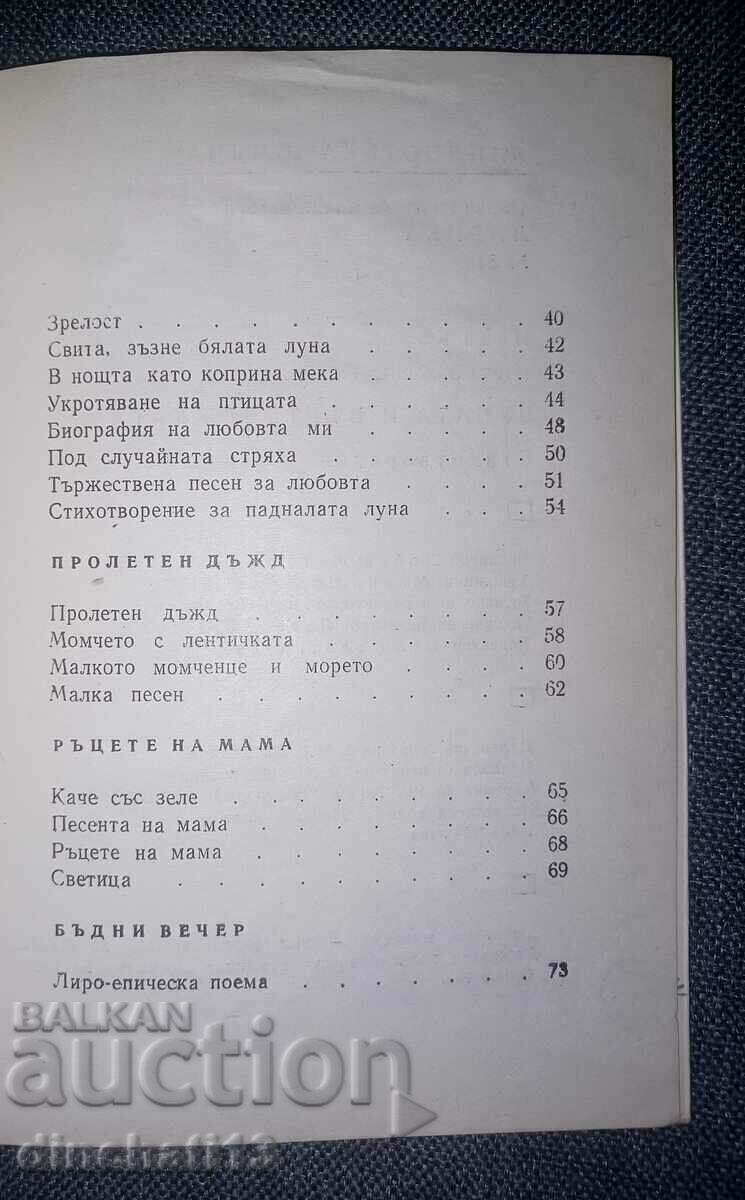 Зрелост . . . . . . . . . . 40
Свита, зъзне бялата луна . . . . . 42
В нощта като коприна мека . . . . 43
Укротяване на птицата . . . . . 44
Биография на любовта ми . . . . 48
Под случайната стряха . . . . . 50
Тържествена песен за любовта . . . . 51
Стихотворение за падналата луна . . . 54
ПРОЛЕТЕН ДЪЖД
Пролетен дъжд . . . . . . . 57
Момчето с лентичката . . . . . . 58
Малкото момченце и морето . . . . 60
Малка песен . . . . . . . . 62
РЪЦЕТЕ НА МАМА
Каче със зеле . . . . . . . . 65
Песента на мама . . . . . . . 66
Ръцете на мама . . . . . . . 68
Светица . . . . . . . . . 69
БЪДНИ ВЕЧЕР
Лиро-епическа поема . . . . . . 73
BALKAN
auction
dinchafi13